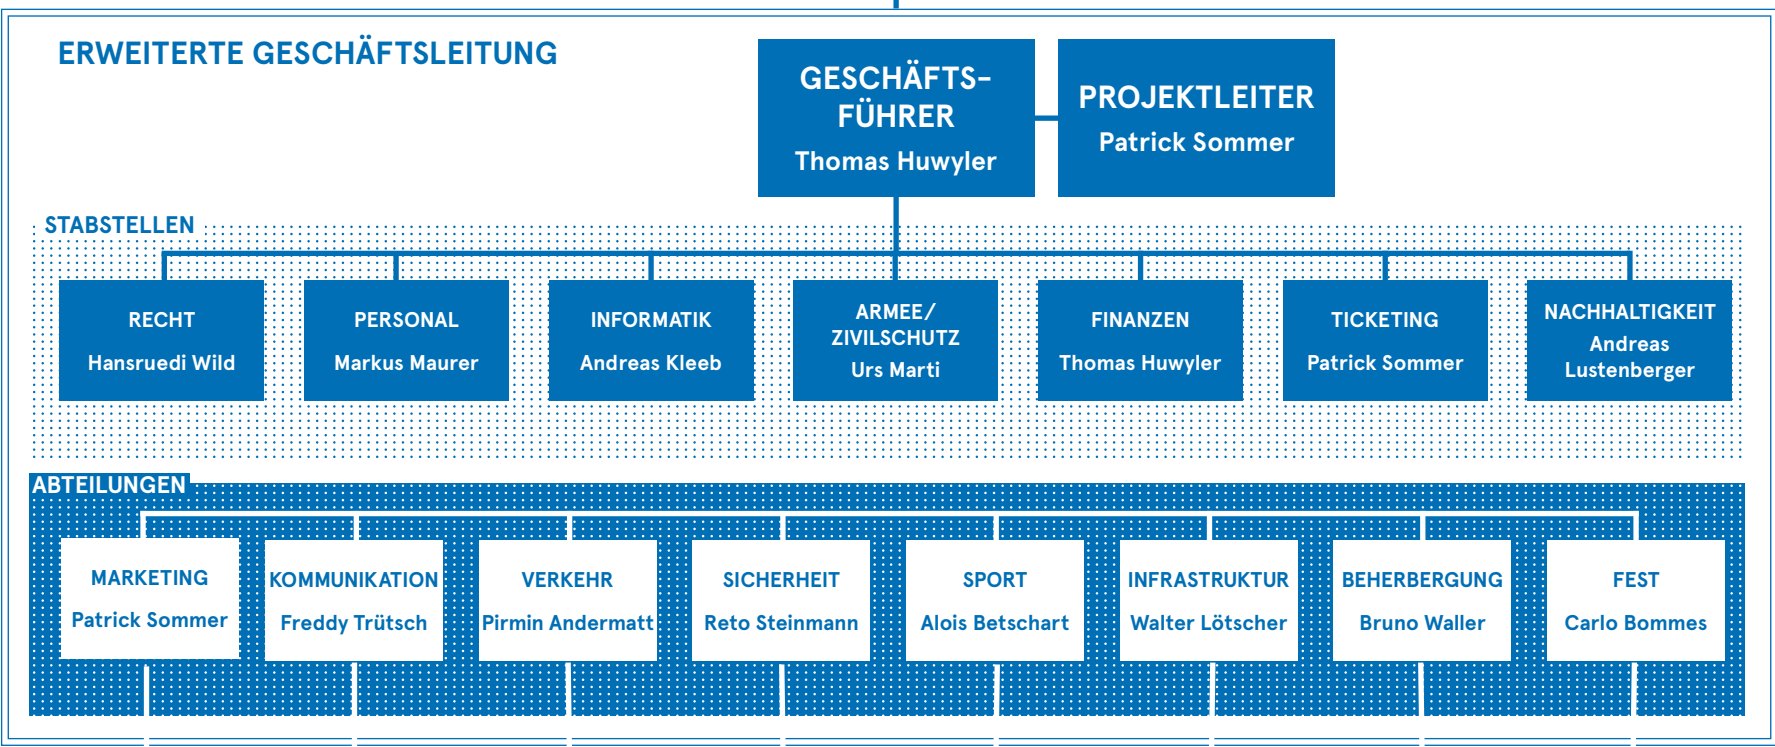 ERWEITERTE GESCHÄFTSLEITUNG
GESCHÄFTS-
FÜHRER
Thomas Huwyler
PROJEKTLEITER
Patrick Sommer
STABSTELLEN
RECHT
Hansruedi Wild
PERSONAL
Markus Maurer
INFORMATIK
Andreas Kleeb
ARMEE/
ZIVILSCHUTZ
Urs Marti
FINANZEN
Thomas Huwyler
TICKETING
Patrick Sommer
NACHHALTIGKEIT
Andreas
Lustenberger
ABTEILUNGEN
MARKETING
Patrick Sommer
KOMMUNIKATION
Freddy Trütsch
VERKEHR
Pirmin Andermatt
SICHERHEIT
Reto Steinmann
SPORT
Alois Betschart
INFRASTRUKTUR
Walter Lötscher
BEHERBERGUNG
Bruno Waller
FEST
Carlo Bommes